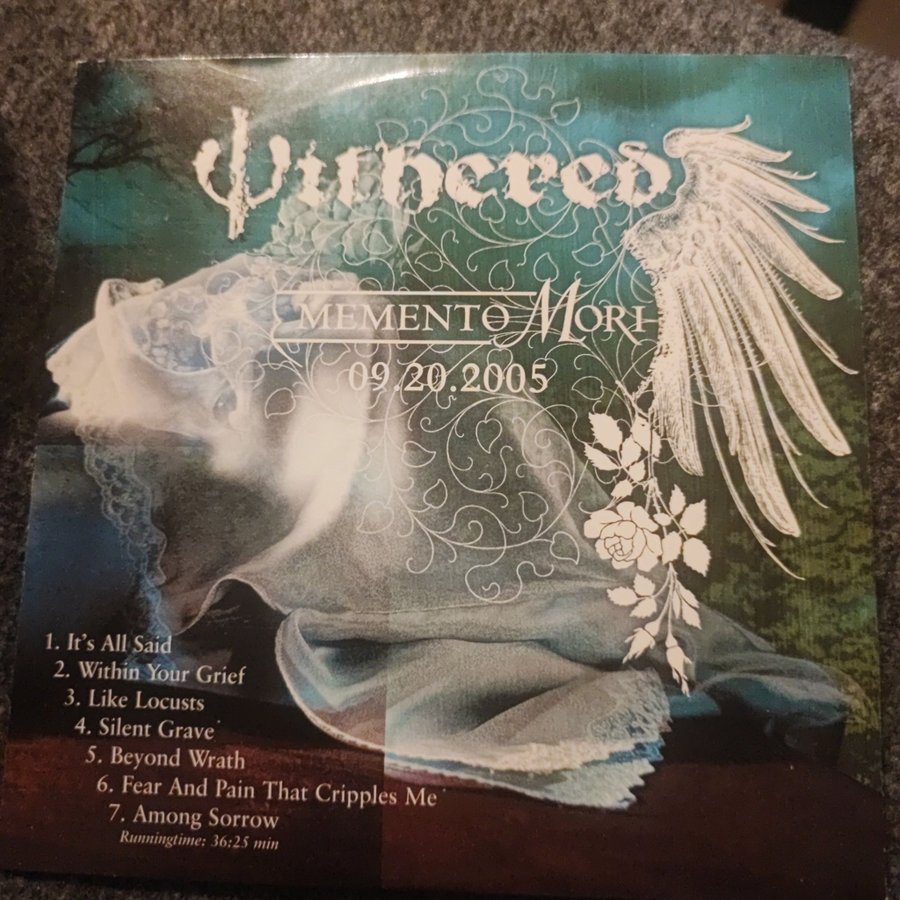 Withered
MEMENTO MORI
09.20.2005
1. It's All Said
2. Within Your Grief
3. Like Locusts
4. Silent Grave
5. Beyond Wrath
6. Fear And Pain That Cripples Me
7. Among Sorrow
Runningtime: 36:25 min